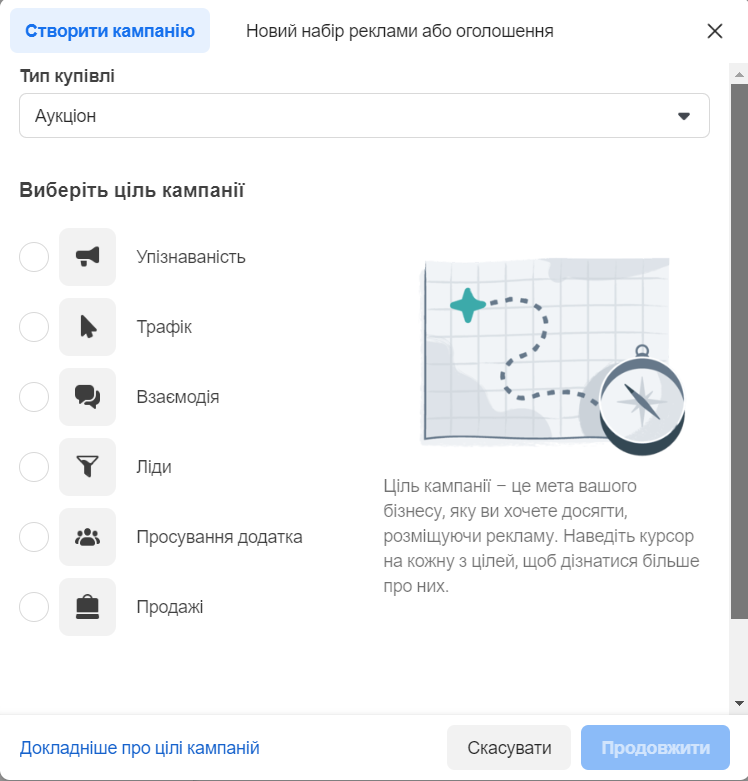 Створити кампанію
Новий набір реклами або оголошення
Тип купівлі
Аукціон
Виберіть ціль кампанії
Упізнаваність
Трафік
Взаємодія
Ліди
Просування додатка
Продажі
Ціль кампанії – це мета вашого
бізнесу, яку ви хочете досягти,
розміщуючи рекламу. Наведіть курсор
на кожну з цілей, щоб дізнатися більше
про них.
Докладніше про цілі кампаній
Скасувати
Продовжити